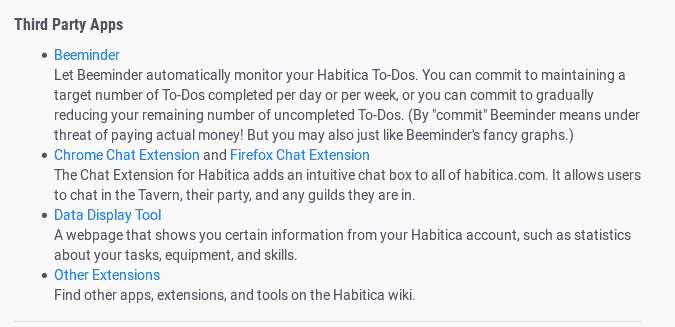 Third Party Apps
Beeminder
Let Beeminder automatically monitor your Habitica To-Dos. You can commit to maintaining a
target number of To-Dos completed per day or per week, or you can commit to gradually
reducing your remaining number of uncompleted To-Dos. (By "commit" Beeminder means under
threat of paying actual money! But you may also just like Beeminder's fancy graphs.)
Chrome Chat Extension and Firefox Chat Extension
The Chat Extension for Habitica adds an intuitive chat box to all of habitica.com. It allows users
to chat in the Tavern, their party, and any guilds they are in.
Data Display Tool
A webpage that shows you certain information from your Habitica account, such as statistics
about your tasks, equipment, and skills.
Other Extensions
Find other apps, extensions, and tools on the Habitica wiki.